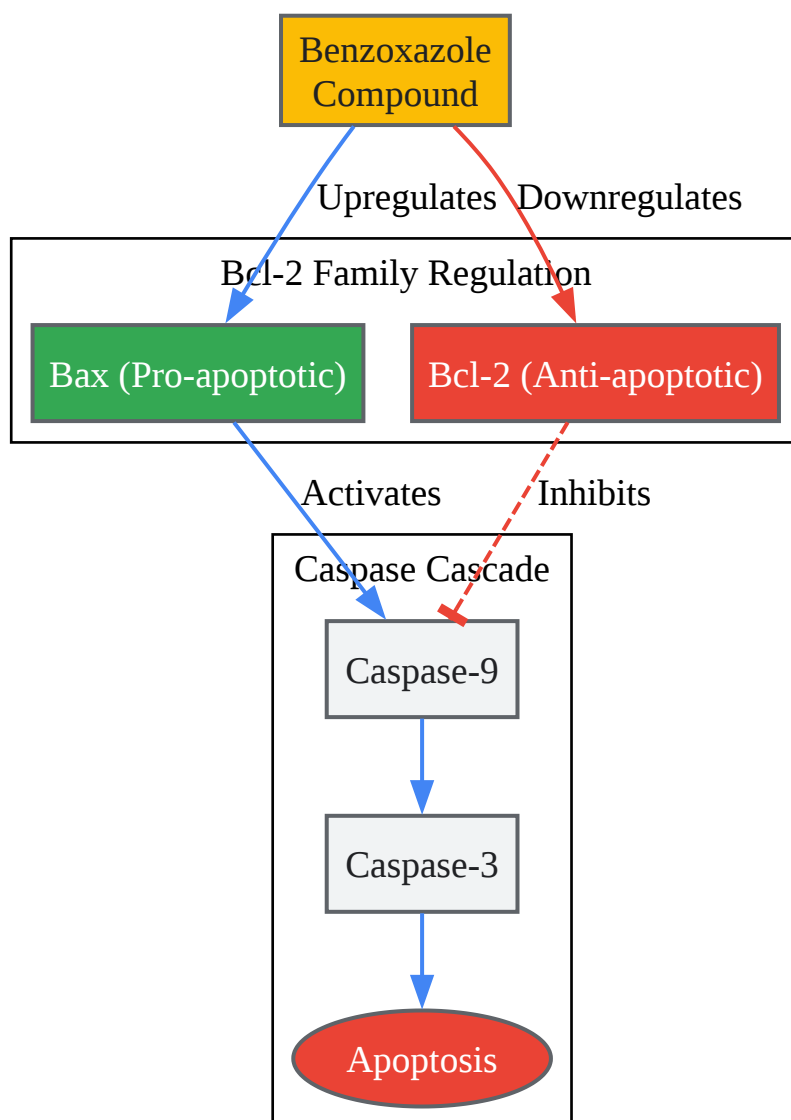 Benzoxazole
Compound
Upregulates
Downregulates
Bcl-2 Family Regulation
Bax (Pro-apoptotic)
Bcl-2 (Anti-apoptotic)
Activates
Inhibits
Caspase Cascade
Caspase-9
Caspase-3
Apoptosis